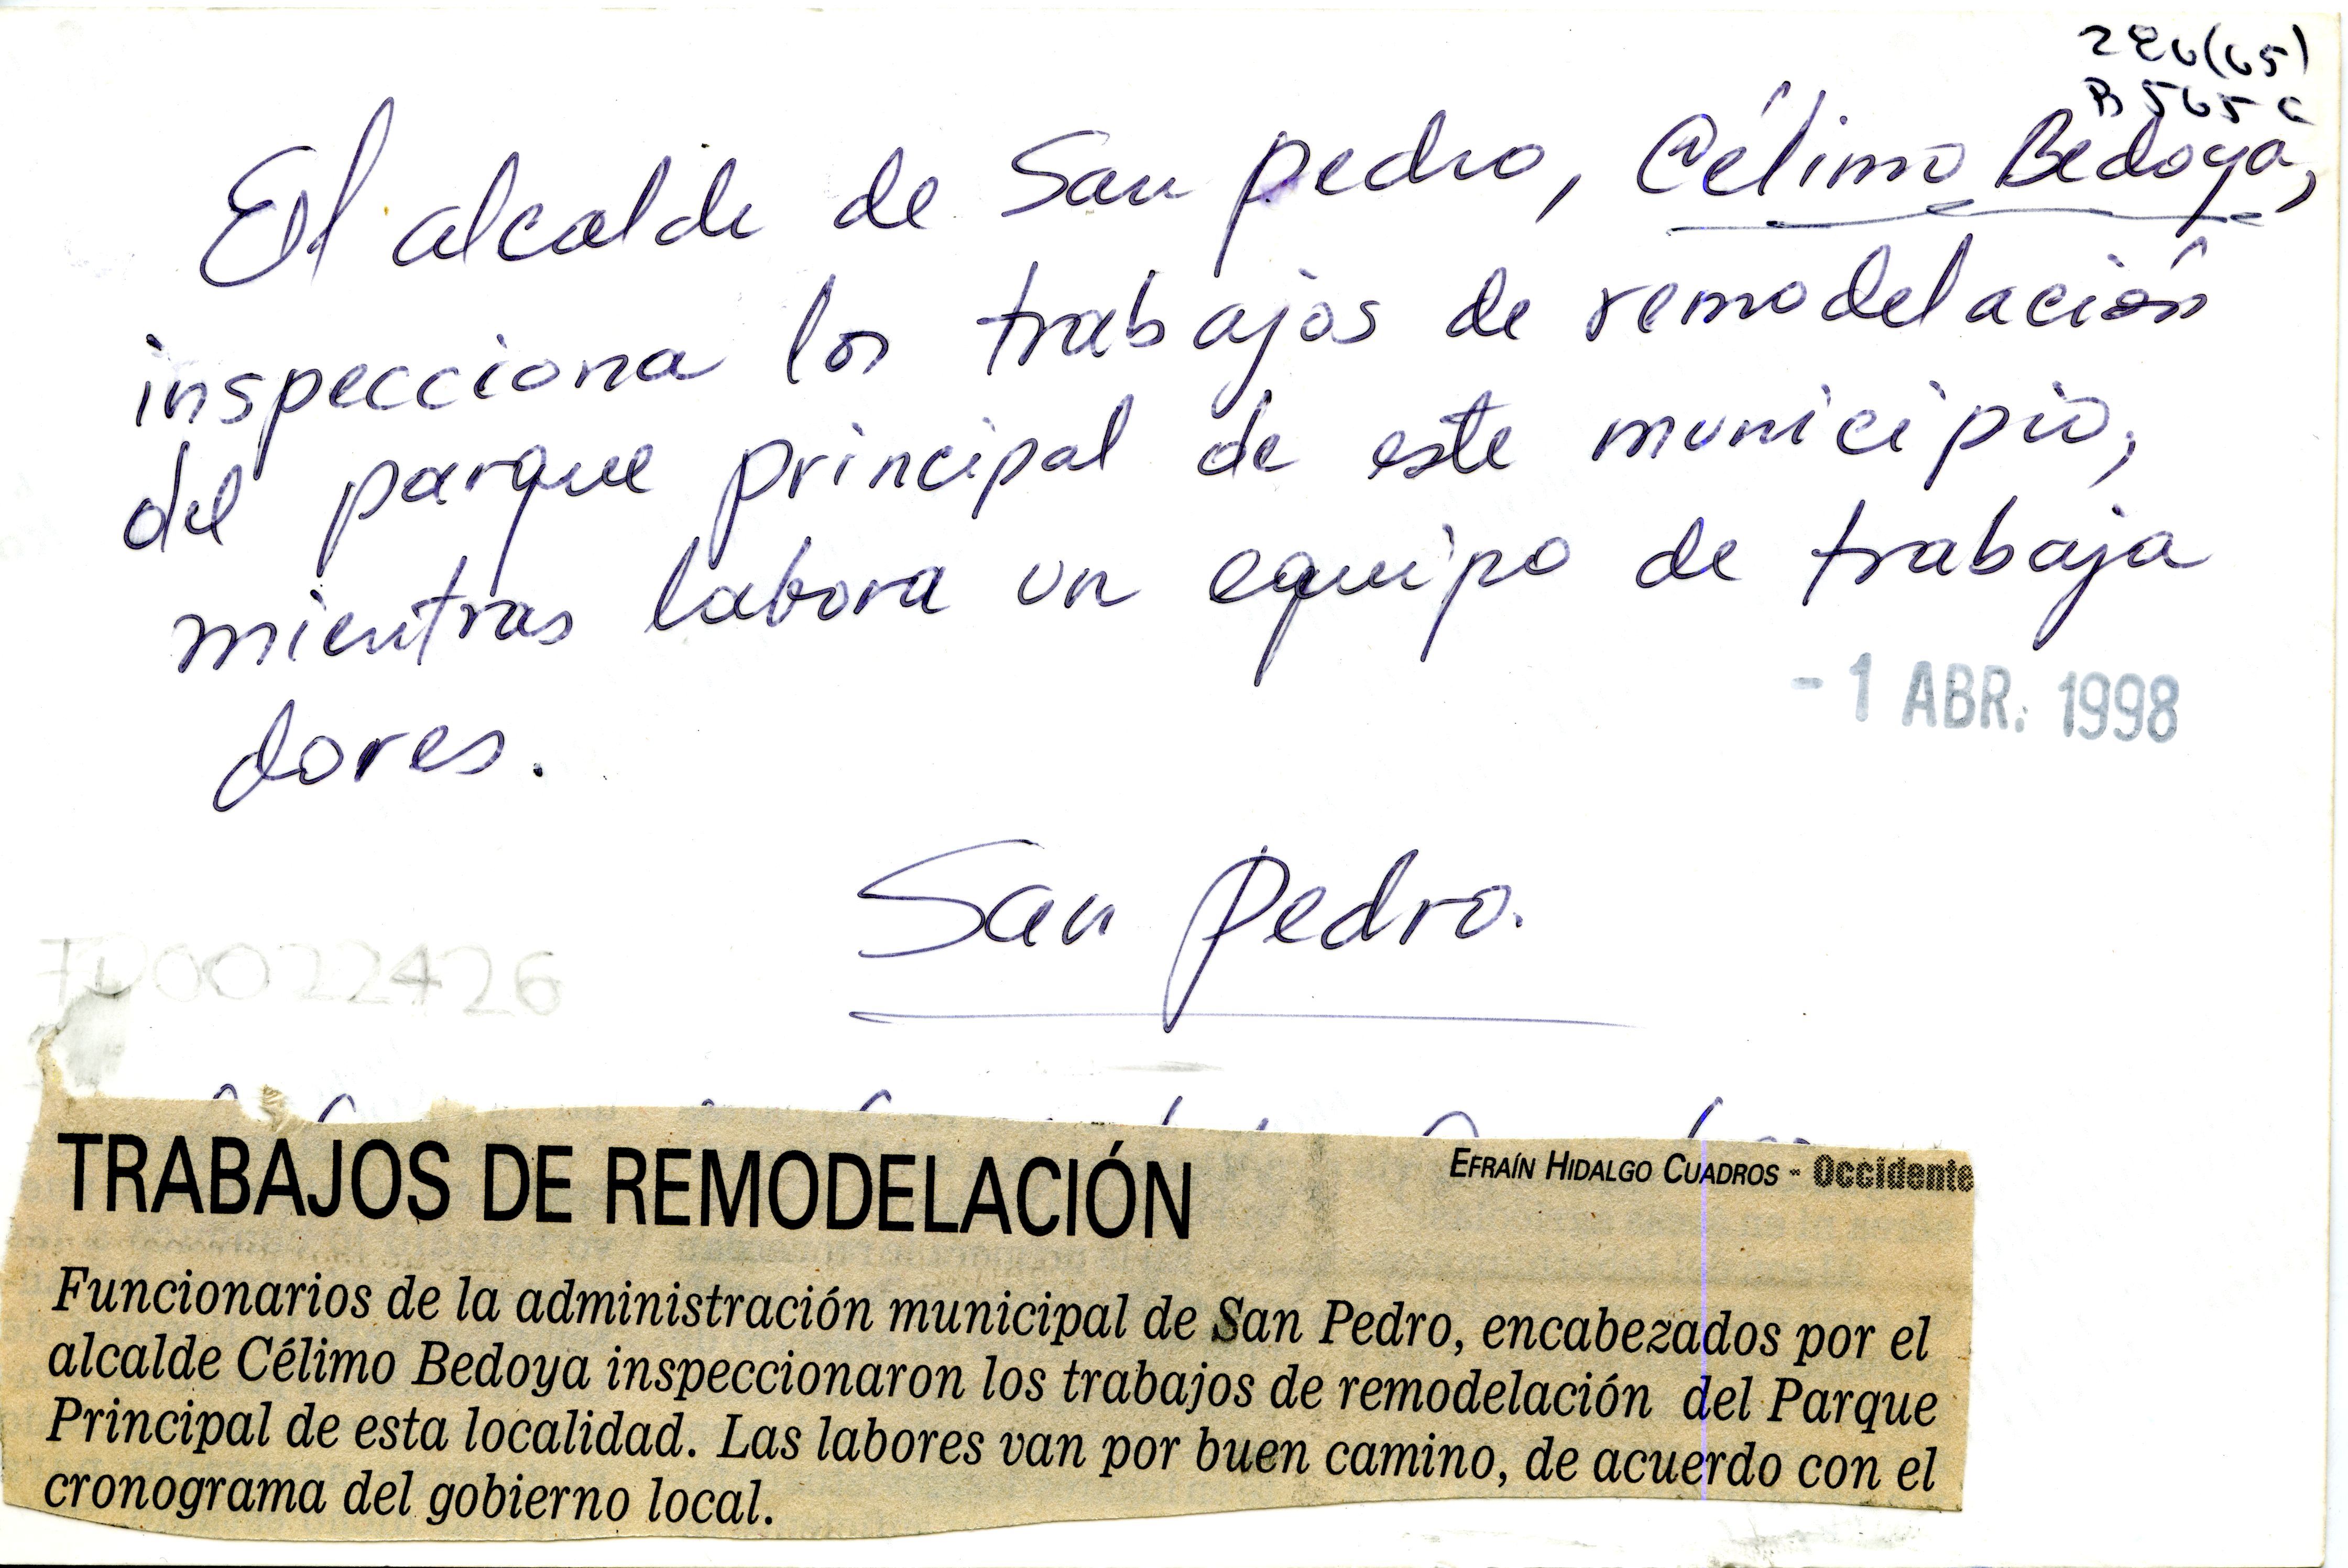 286(65)
B565c
El alcalde de San pedro, Célimo Bedoya,
inspecciona los trabajos de remodelación
del parque principal de este municipio,
mientras labora un equipo de trabaja
dores.
- 1 ABR. 1998
San Pedro.
TD0022426
TRABAJOS DE REMODELACIÓN
EFRAÍN HIDALGO CUADROS - Occidente
Funcionarios de la administración municipal de San Pedro, encabezados por el
alcalde Célimo Bedoya inspeccionaron los trabajos de remodelación del Parque
Principal de esta localidad. Las labores van por buen camino, de acuerdo con el
cronograma del gobierno local.